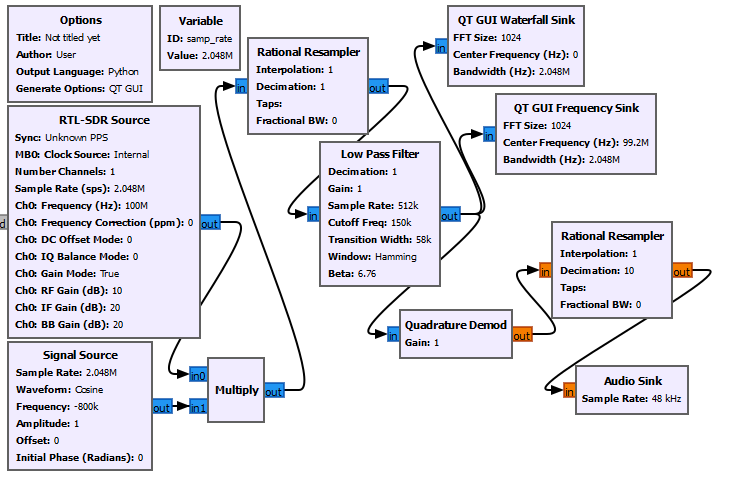 Options
Title: Not titled yet
Author: User
Output Language: Python
Generate Options: QT GUI
Variable
ID: samp_rate
Value: 2.048M
Rational Resampler
Interpolation: 1
Decimation: 1
Taps:
Fractional BW: 0
in
out
QT GUI Waterfall Sink
FFT Size: 1024
Center Frequency (Hz): 0
Bandwidth (Hz): 2.048M
in
QT GUI Frequency Sink
FFT Size: 1024
Center Frequency (Hz): 99.2M
Bandwidth (Hz): 2.048M
in
RTL-SDR Source
Sync: Unknown PPS
MB0: Clock Source: Internal
Number Channels: 1
Sample Rate (sps): 2.048M
Ch0: Frequency (Hz): 100M
Ch0: Frequency Correction (ppm): 0
Ch0: DC Offset Mode: 0
Ch0: IQ Balance Mode: 0
Ch0: Gain Mode: True
Ch0: RF Gain (dB): 10
Ch0: IF Gain (dB): 20
Ch0: BB Gain (dB): 20
d
out
Low Pass Filter
Decimation: 1
Gain: 1
Sample Rate: 512k
Cutoff Freq: 150k
Transition Width: 58k
Window: Hamming
Beta: 6.76
in
out
Rational Resampler
Interpolation: 1
Decimation: 10
Taps:
Fractional BW: 0
in
out
Quadrature Demod
Gain: 1
in
out
Signal Source
Sample Rate: 2.048M
Waveform: Cosine
Frequency: -800k
Amplitude: 1
Offset: 0
Initial Phase (Radians): 0
out
Multiply
in0
in1
out
Audio Sink
Sample Rate: 48 kHz
in